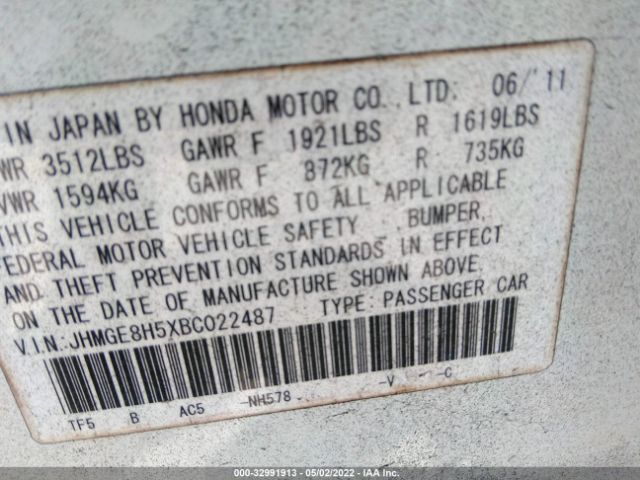 IN JAPAN BY HONDA MOTOR CO.,LTD. 06/'11
WR 3512LBS GAWR F 1921LBS R 1619LBS
VWR 1594KG GAWR F 872KG R 735KG
THIS VEHICLE CONFORMS TO ALL APPLICABLE
FEDERAL MOTOR VEHICLE SAFETY , BUMPER,
AND THEFT PREVENTION STANDARDS IN EFFECT
ON THE DATE OF MANUFACTURE SHOWN ABOVE.
V.I.N.:JHMGE8H5XBC022487 TYPE: PASSENGER CAR
TF5 B AC5 -NH578- -V - -C
000-32991913 - 05/02/2022 - IAA Inc.